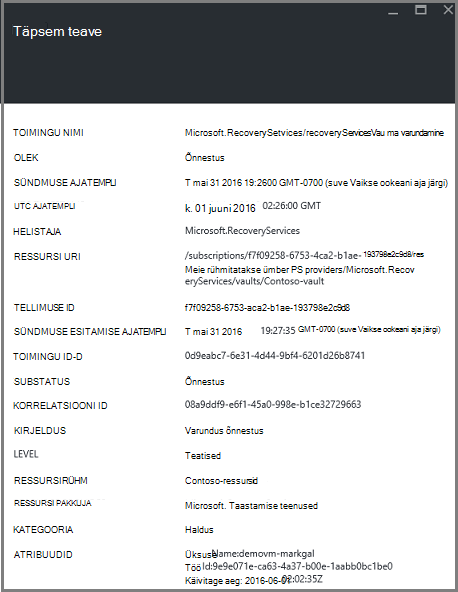 Täpsem teave
TOIMINGU NIMI Microsoft.RecoverySetvices/recoveryServicesVau ma varundamine
OLEK Õnnestus
SÜNDMUSE AJATEMPLI T mai 31 2016 19:2600 GMT-0700 (suve Vaikse ookeani aja järgi)
UTC AJATEMPLI k. 01 juuni 2016 02:26:00 GMT
HELISTAJA Microsoft.RecoveryServices
RESSURSI URI /subscriptions/f7f09258-6753-4ca2-b1ae-193798e2c9d8/res
Meie rühmitatakse ümber PS providers/Microsoft.Recov
eryServices/vaults/Contoso-vault
TELLIMUSE ID f7f09258-6753-aca2-b1ae-193798e2c9d8
SÜNDMUSE ESITAMISE AJATEMPLI T mai 31 2016 19:27:35 GMT-0700 (suve Vaikse ookeani aja järgi)
TOIMINGU ID-D 0d9eabc7-6e31-4d44-9bf4-6201d26b8741
SUBSTATUS Õnnestus
KORRELATSIOONI ID 08a9ddf9-e6f1-45a0-998e-b1ce32729663
KIRJELDUS Varundus õnnestus
LEVEL Teatised
RESSURSIRÜHM Contoso-ressursid
RESSURSI PAKKUJA Microsoft. Taastamise teenused
KATEGOORIA Haldus
ATRIBUUDID Üksuse Name:demovm-markgal
Töö Id:9e9e071e-ca63-4a37-b00e-1aabb0bc1be0
Käivitage aeg: 2016-06-01 02:02:35Z